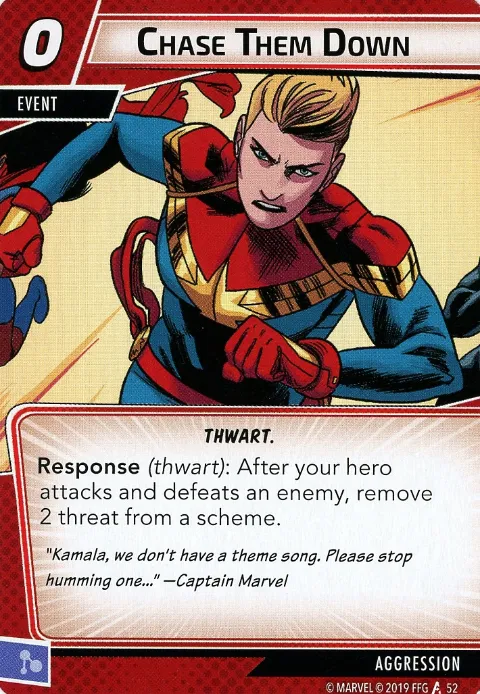 0
CHASE THEM DOWN
EVENT
THWART.
Response (thwart): After your hero
attacks and defeats an enemy, remove
2 threat from a scheme.
"Kamala, we don't have a theme song. Please stop
humming one..." —Captain Marvel
AGGRESSION
© MARVEL © 2019 FFG 52